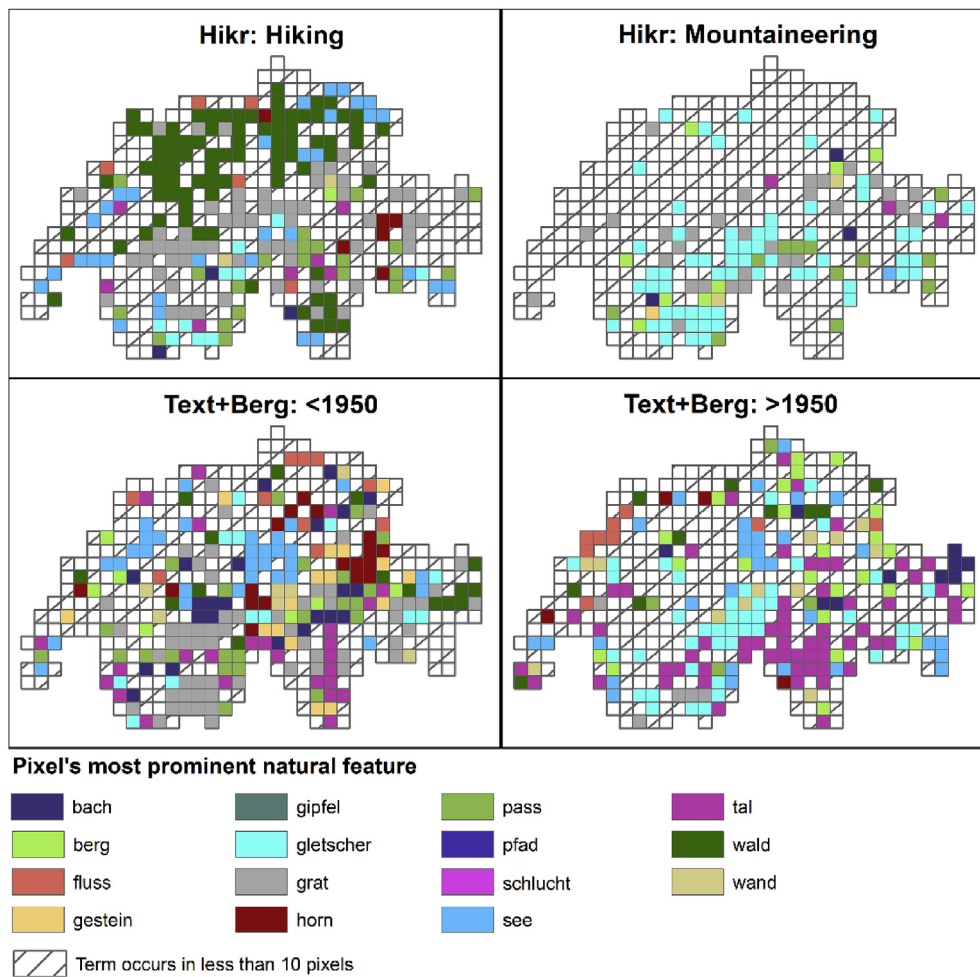 Hikr: Hiking
Hikr: Mountaineering
Text+Berg: <1950
Text+Berg: >1950
Pixel's most prominent natural feature
bach gipfel pass tal
berg gletscher pfad wald
fluss grat schlucht wand
gestein horn see
Term occurs in less than 10 pixels